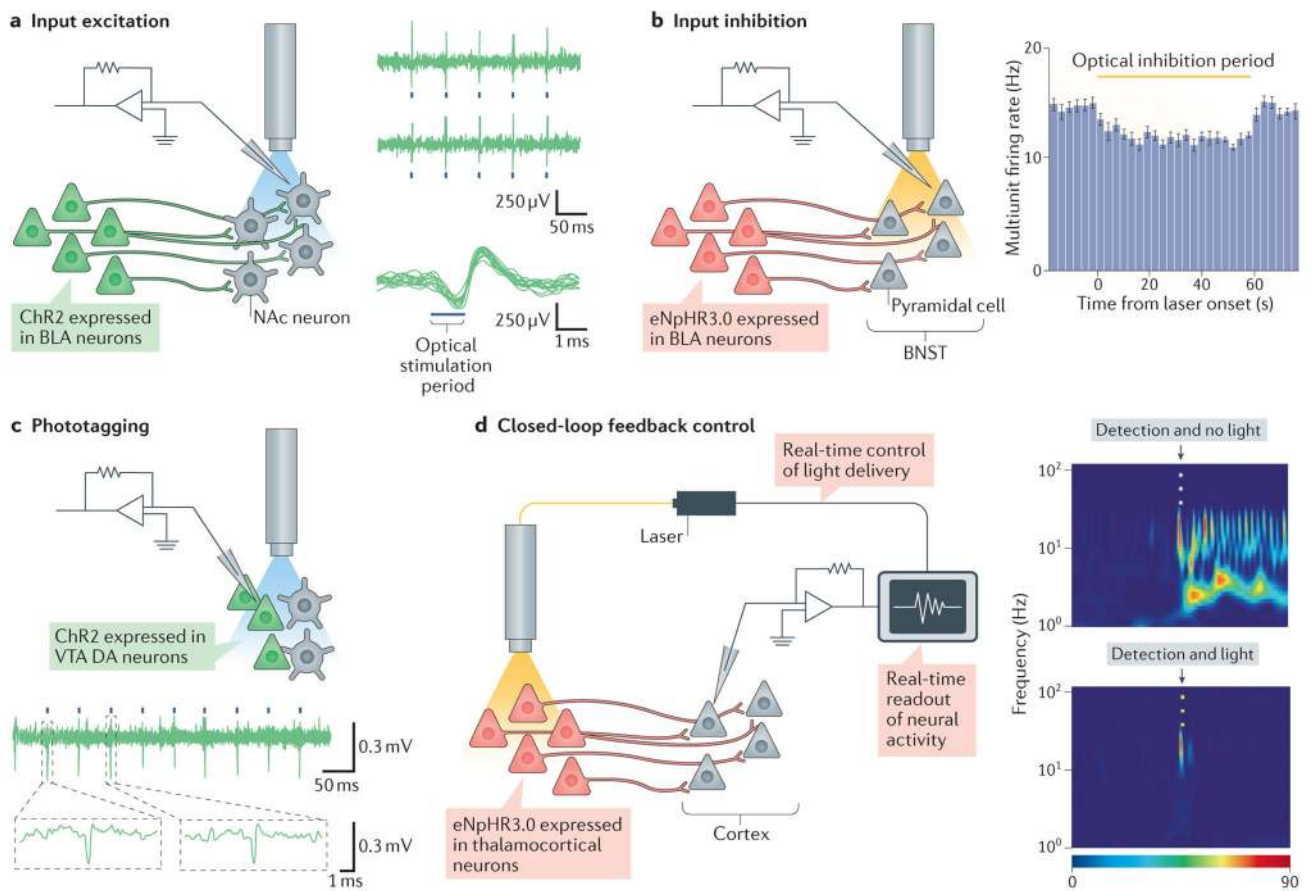 a Input excitation
250 µV
50 ms
ChR2 expressed
in BLA neurons
NAc neuron
250 µV
1 ms
Optical
stimulation
period
b Input inhibition
eNpHR3.0 expressed
in BLA neurons
Pyramidal cell
BNST
Multiunit firing rate (Hz)
20
10
0
Optical inhibition period
0
20
40
60
Time from laser onset (s)
c Phototagging
ChR2 expressed in
VTA DA neurons
0.3 mV
50 ms
0.3 mV
1 ms
d Closed-loop feedback control
Real-time control
of light delivery
Laser
Real-time
readout
of neural
activity
eNpHR3.0 expressed
in thalamocortical
neurons
Cortex
Detection and no light
Frequency (Hz)
10²
10¹
10⁰
Detection and light
10²
10¹
10⁰
0
90